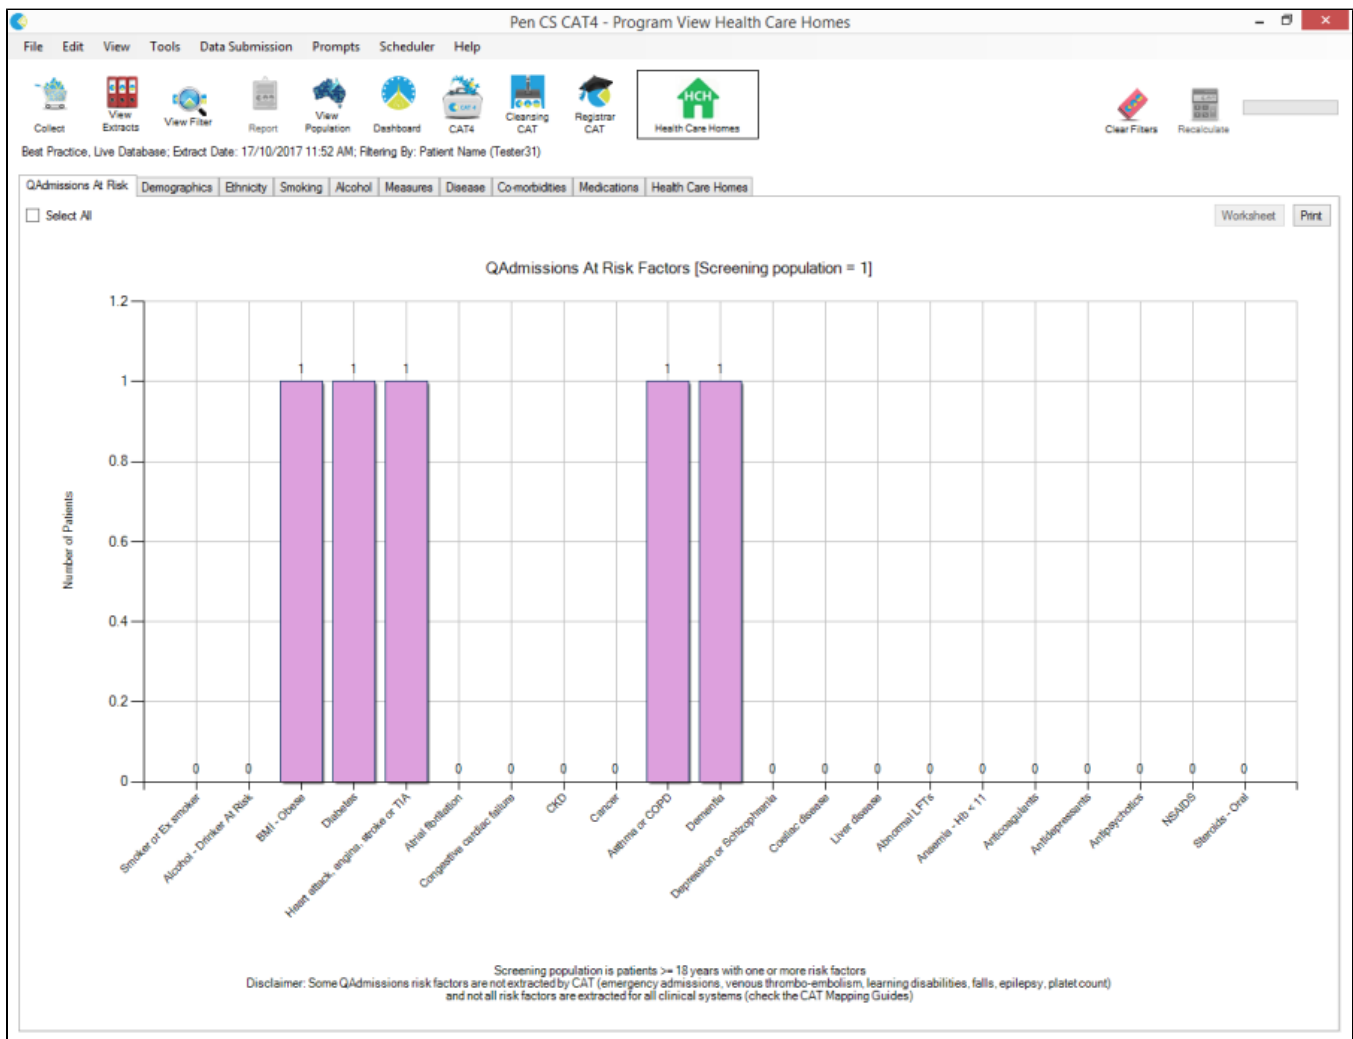 Pen CS CAT4 - Program View Health Care Homes
File Edit View Tools Data Submission Prompts Scheduler Help
Collect
View Extracts
View Filter
Report
View Population
Dashboard
CAT4
Cleansing CAT
Registrar CAT
HCH
Health Care Homes
Clear Filters
Recalculate
Best Practice, Live Database; Extract Date: 17/10/2017 11:52 AM; Filtering By: Patient Name (Tester31)
QAdmissions At Risk Demographics Ethnicity Smoking Alcohol Measures Disease Co-morbidities Medications Health Care Homes
Select All
Worksheet Print
QAdmissions At Risk Factors [Screening population = 1]
Number of Patients
1.2
1
0.8
0.6
0.4
0.2
0
0 0 1 1 1 0 0 0 0 1 1 0 0 0 0 0 0 0 0 0 0
Smoker or Ex smoker
Alcohol - Drinker At Risk
BMI - Obese
Diabetes
Heart attack, angina, stroke or TIA
Atrial fibrillation
Congestive cardiac failure
CKD
Cancer
Asthma or COPD
Dementia
Depression or Schizophrenia
Coeliac disease
Liver disease
Abnormal LFTs
Anaemia - Hb < 11
Anticoagulants
Antidepressants
Antipsychotics
NSAIDS
Steroids - Oral
Screening population is patients >= 18 years with one or more risk factors
Disclaimer: Some QAdmissions risk factors are not extracted by CAT (emergency admissions, venous thrombo-embolism, learning disabilities, falls, epilepsy, platet count)
and not all risk factors are extracted for all clinical systems (check the CAT Mapping Guides)